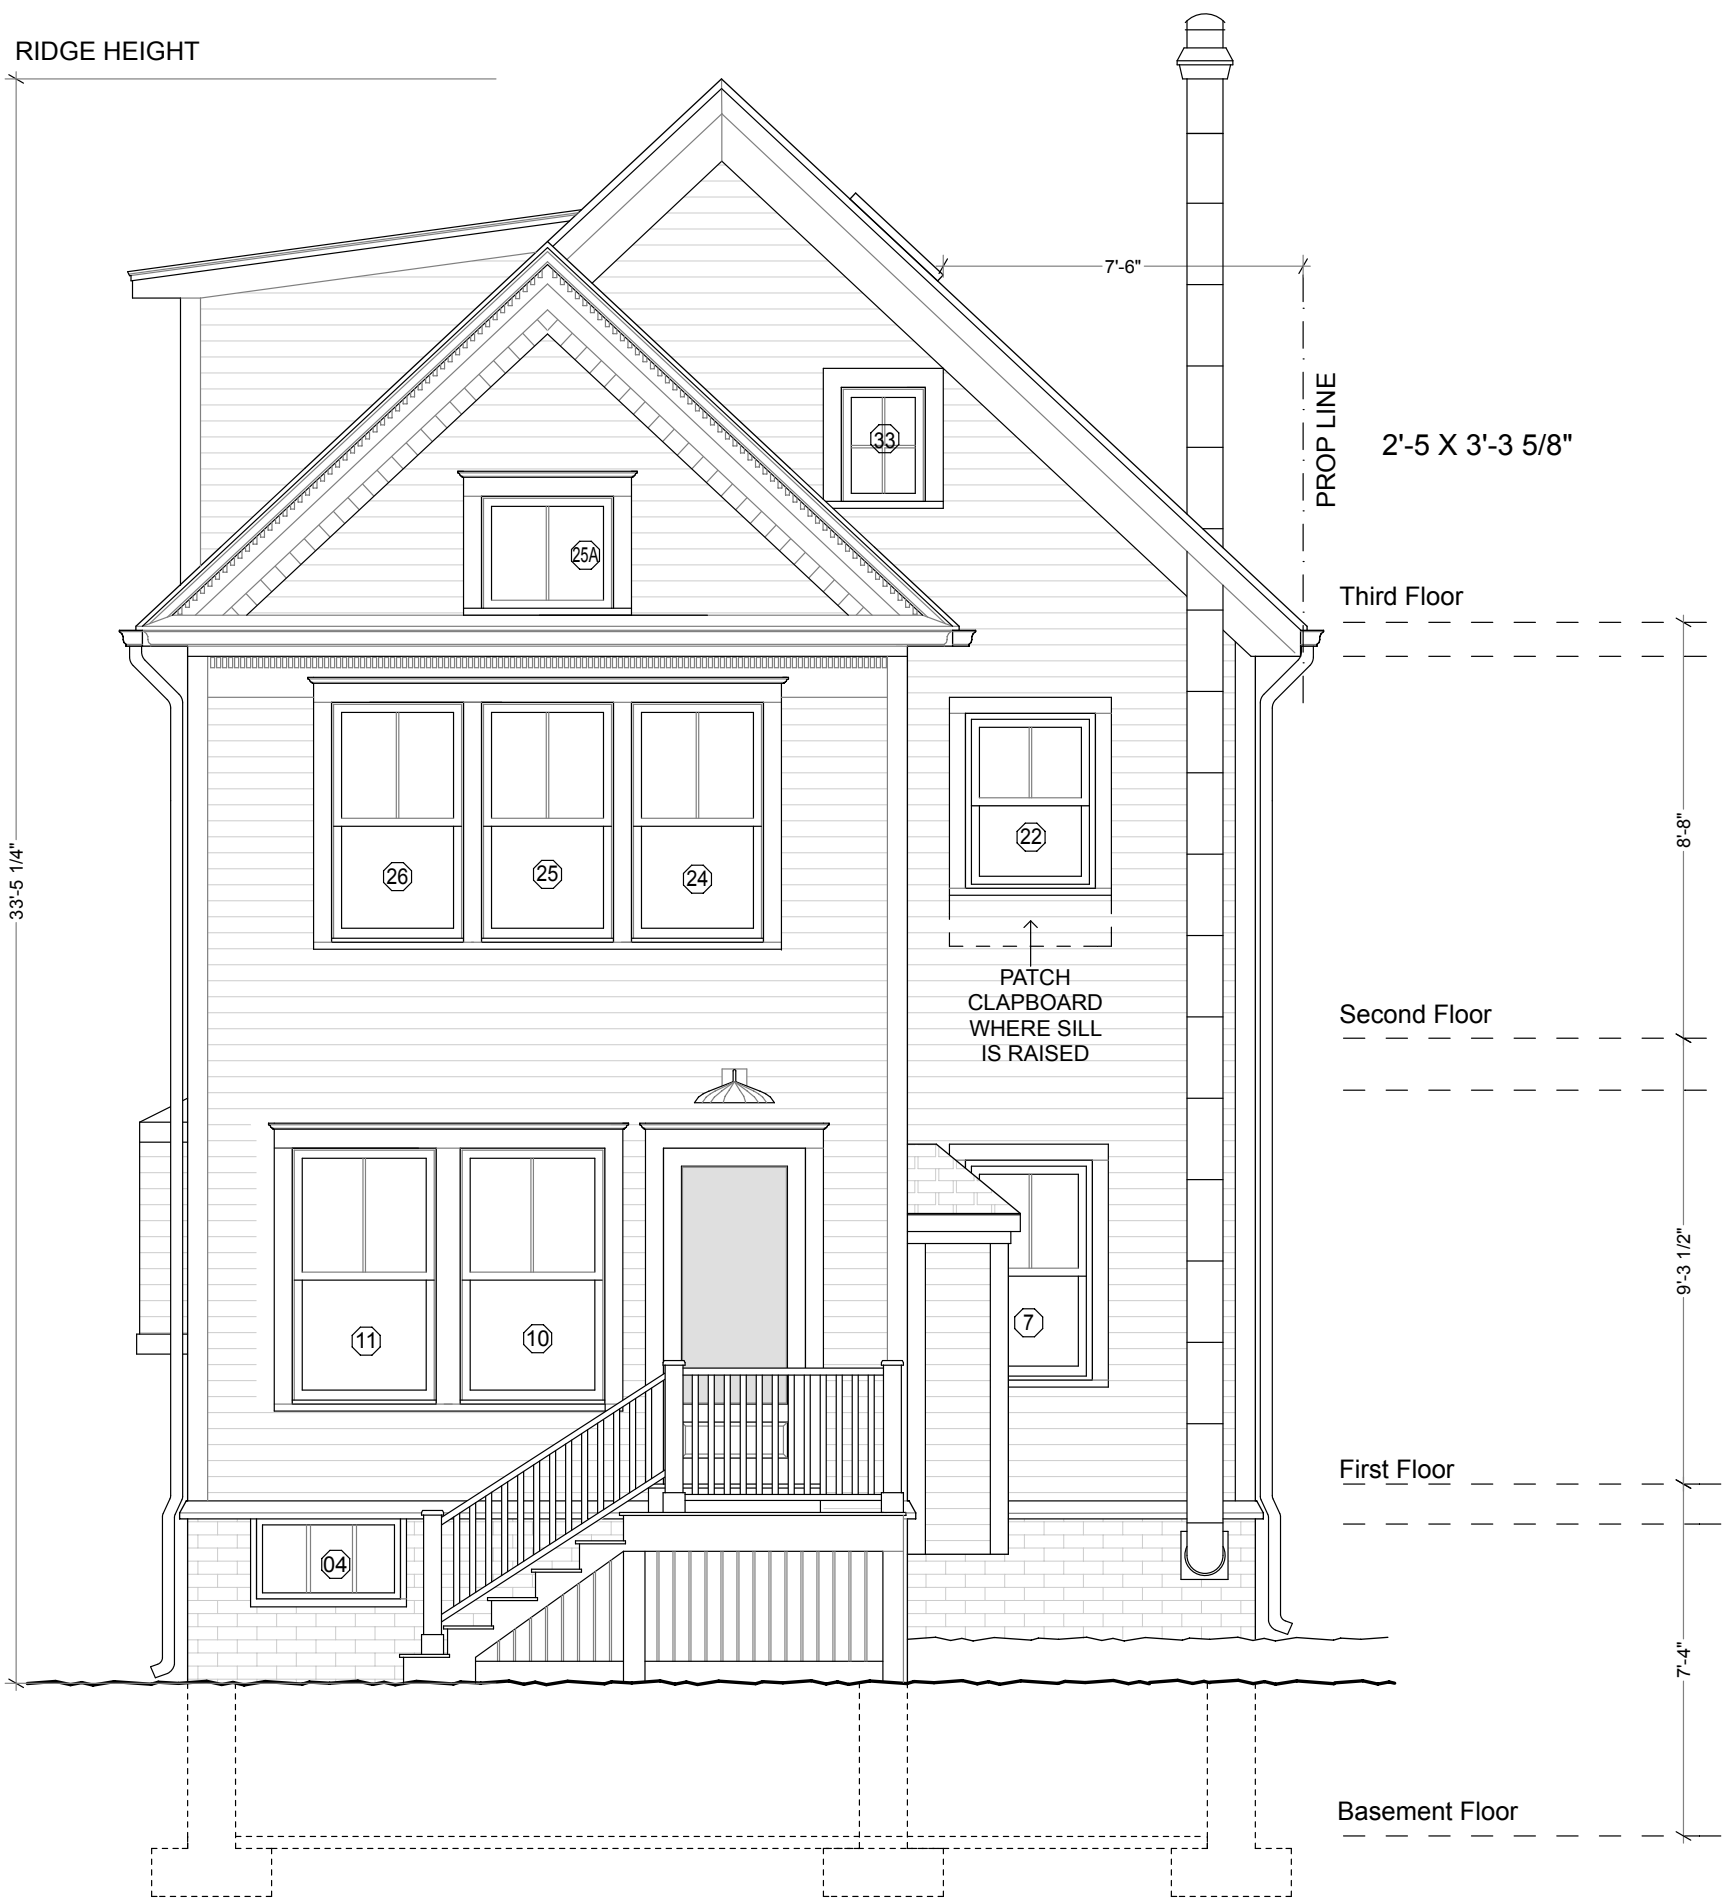 RIDGE HEIGHT
7'-6"
PROP LINE
33
2'-5 X 3'-3 5/8"
25A
Third Floor
8'-8"
22
26
25
24
33'-5 1/4"
PATCH
CLAPBOARD
WHERE SILL
IS RAISED
Second Floor
9'-3 1/2"
7
11
10
First Floor
04
7'-4"
Basement Floor